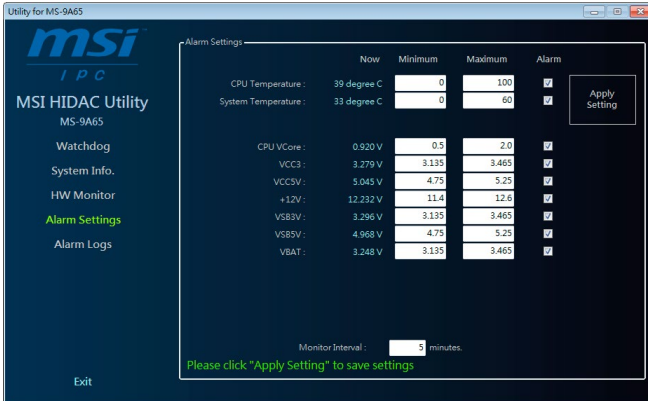 Utility for MS-9A65
msi
IPC
MSI HIDAC Utility
MS-9A65
Watchdog
System Info.
HW Monitor
Alarm Settings
Alarm Logs
Exit
Alarm Settings
Now Minimum Maximum Alarm
CPU Temperature : 39 degree C 0 100
System Temperature : 33 degree C 0 60
Apply
Setting
CPU VCore : 0.920 V 0.5 2.0
VCC3 : 3.279 V 3.135 3.465
VCC5V : 5.045 V 4.75 5.25
+12V : 12.232 V 11.4 12.6
VSB3V : 3.296 V 3.135 3.465
VSB5V : 4.968 V 4.75 5.25
VBAT : 3.248 V 3.135 3.465
Monitor Interval : 5 minutes.
Please click "Apply Setting" to save settings